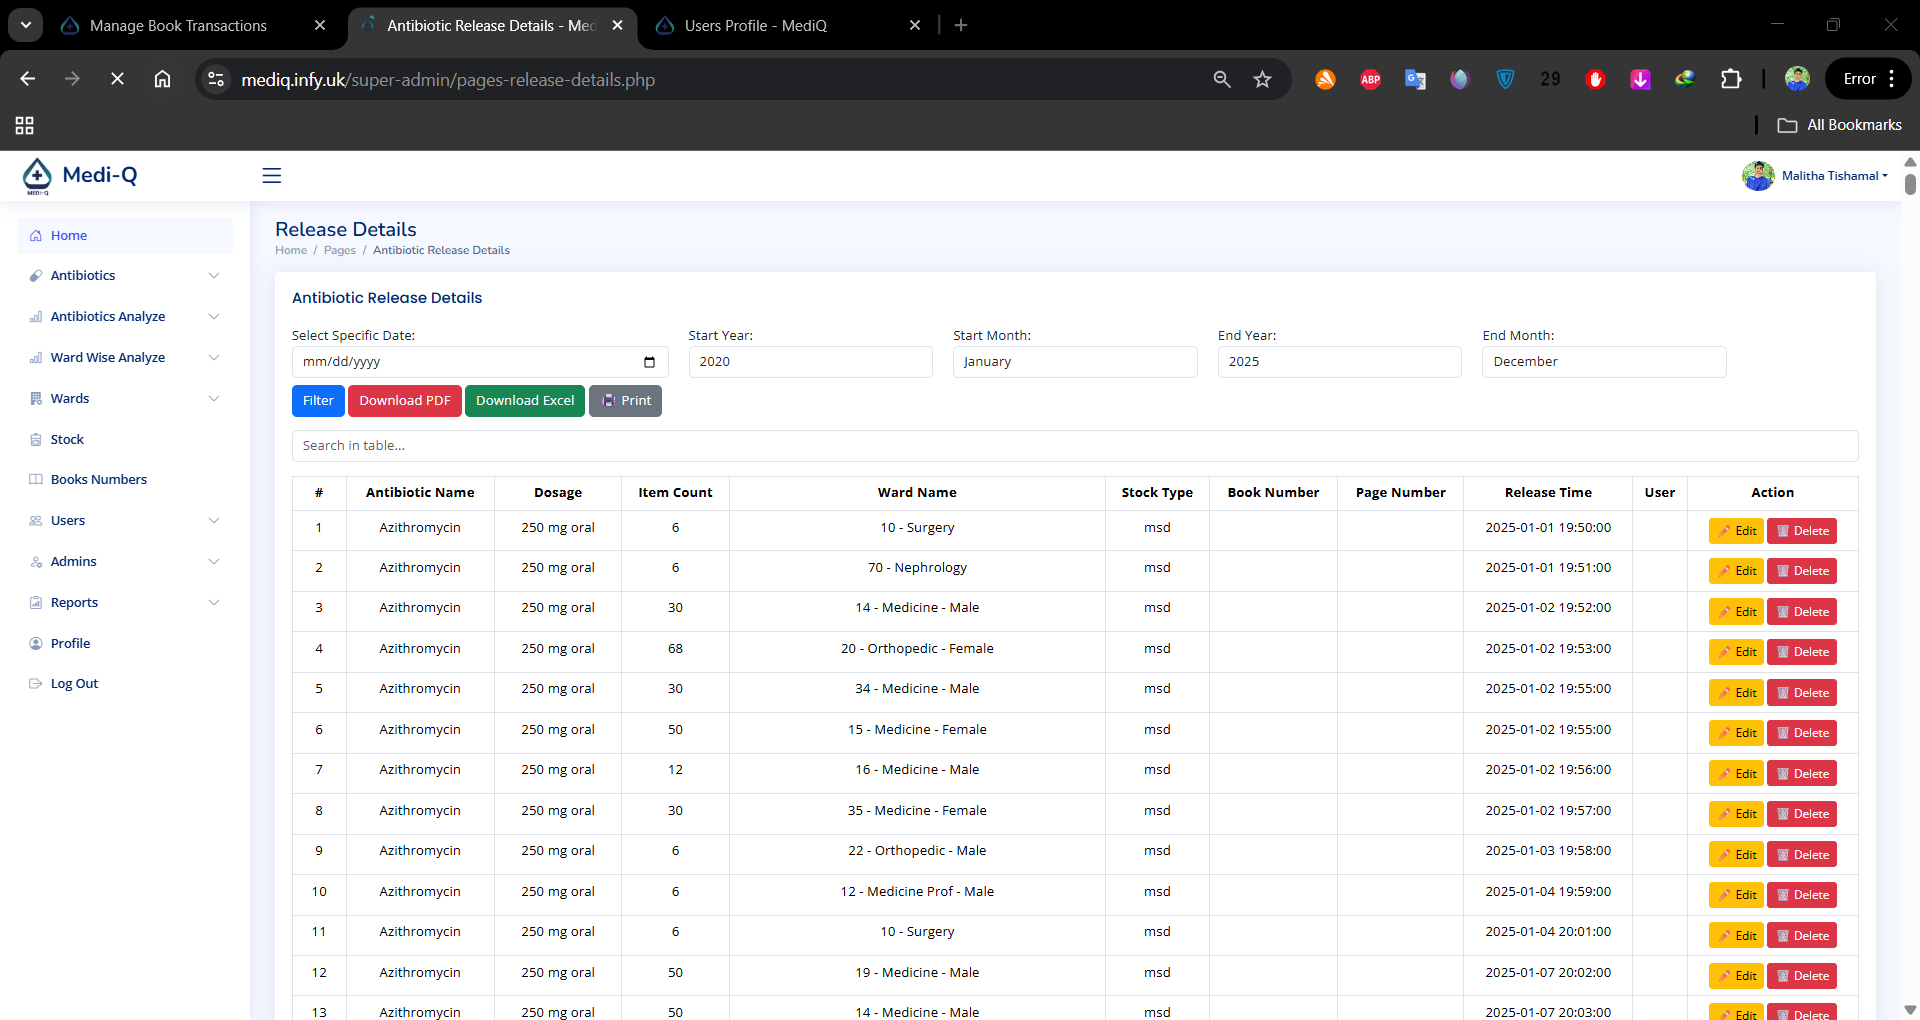 Manage Book Transactions
Antibiotic Release Details - Med
Users Profile - MediQ
mediq.infy.uk/super-admin/pages-release-details.php
ABP
29
Error
All Bookmarks
Medi-Q
Malitha Tishamal
Home
Antibiotics
Antibiotics Analyze
Ward Wise Analyze
Wards
Stock
Books Numbers
Users
Admins
Reports
Profile
Log Out
Release Details
Home / Pages / Antibiotic Release Details
Antibiotic Release Details
Select Specific Date: Start Year: Start Month: End Year: End Month:
mm/dd/yyyy 2020 January 2025 December
Filter Download PDF Download Excel Print
Search in table...
# Antibiotic Name Dosage Item Count Ward Name Stock Type Book Number Page Number Release Time User Action
1 Azithromycin 250 mg oral 6 10 - Surgery msd 2025-01-01 19:50:00 Edit Delete
2 Azithromycin 250 mg oral 6 70 - Nephrology msd 2025-01-01 19:51:00 Edit Delete
3 Azithromycin 250 mg oral 30 14 - Medicine - Male msd 2025-01-02 19:52:00 Edit Delete
4 Azithromycin 250 mg oral 68 20 - Orthopedic - Female msd 2025-01-02 19:53:00 Edit Delete
5 Azithromycin 250 mg oral 30 34 - Medicine - Male msd 2025-01-02 19:55:00 Edit Delete
6 Azithromycin 250 mg oral 50 15 - Medicine - Female msd 2025-01-02 19:55:00 Edit Delete
7 Azithromycin 250 mg oral 12 16 - Medicine - Male msd 2025-01-02 19:56:00 Edit Delete
8 Azithromycin 250 mg oral 30 35 - Medicine - Female msd 2025-01-02 19:57:00 Edit Delete
9 Azithromycin 250 mg oral 6 22 - Orthopedic - Male msd 2025-01-03 19:58:00 Edit Delete
10 Azithromycin 250 mg oral 6 12 - Medicine Prof - Male msd 2025-01-04 19:59:00 Edit Delete
11 Azithromycin 250 mg oral 6 10 - Surgery msd 2025-01-04 20:01:00 Edit Delete
12 Azithromycin 250 mg oral 50 19 - Medicine - Male msd 2025-01-07 20:02:00 Edit Delete
13 Azithromycin 250 mg oral 50 14 - Medicine - Male msd 2025-01-07 20:03:00 Edit Delete